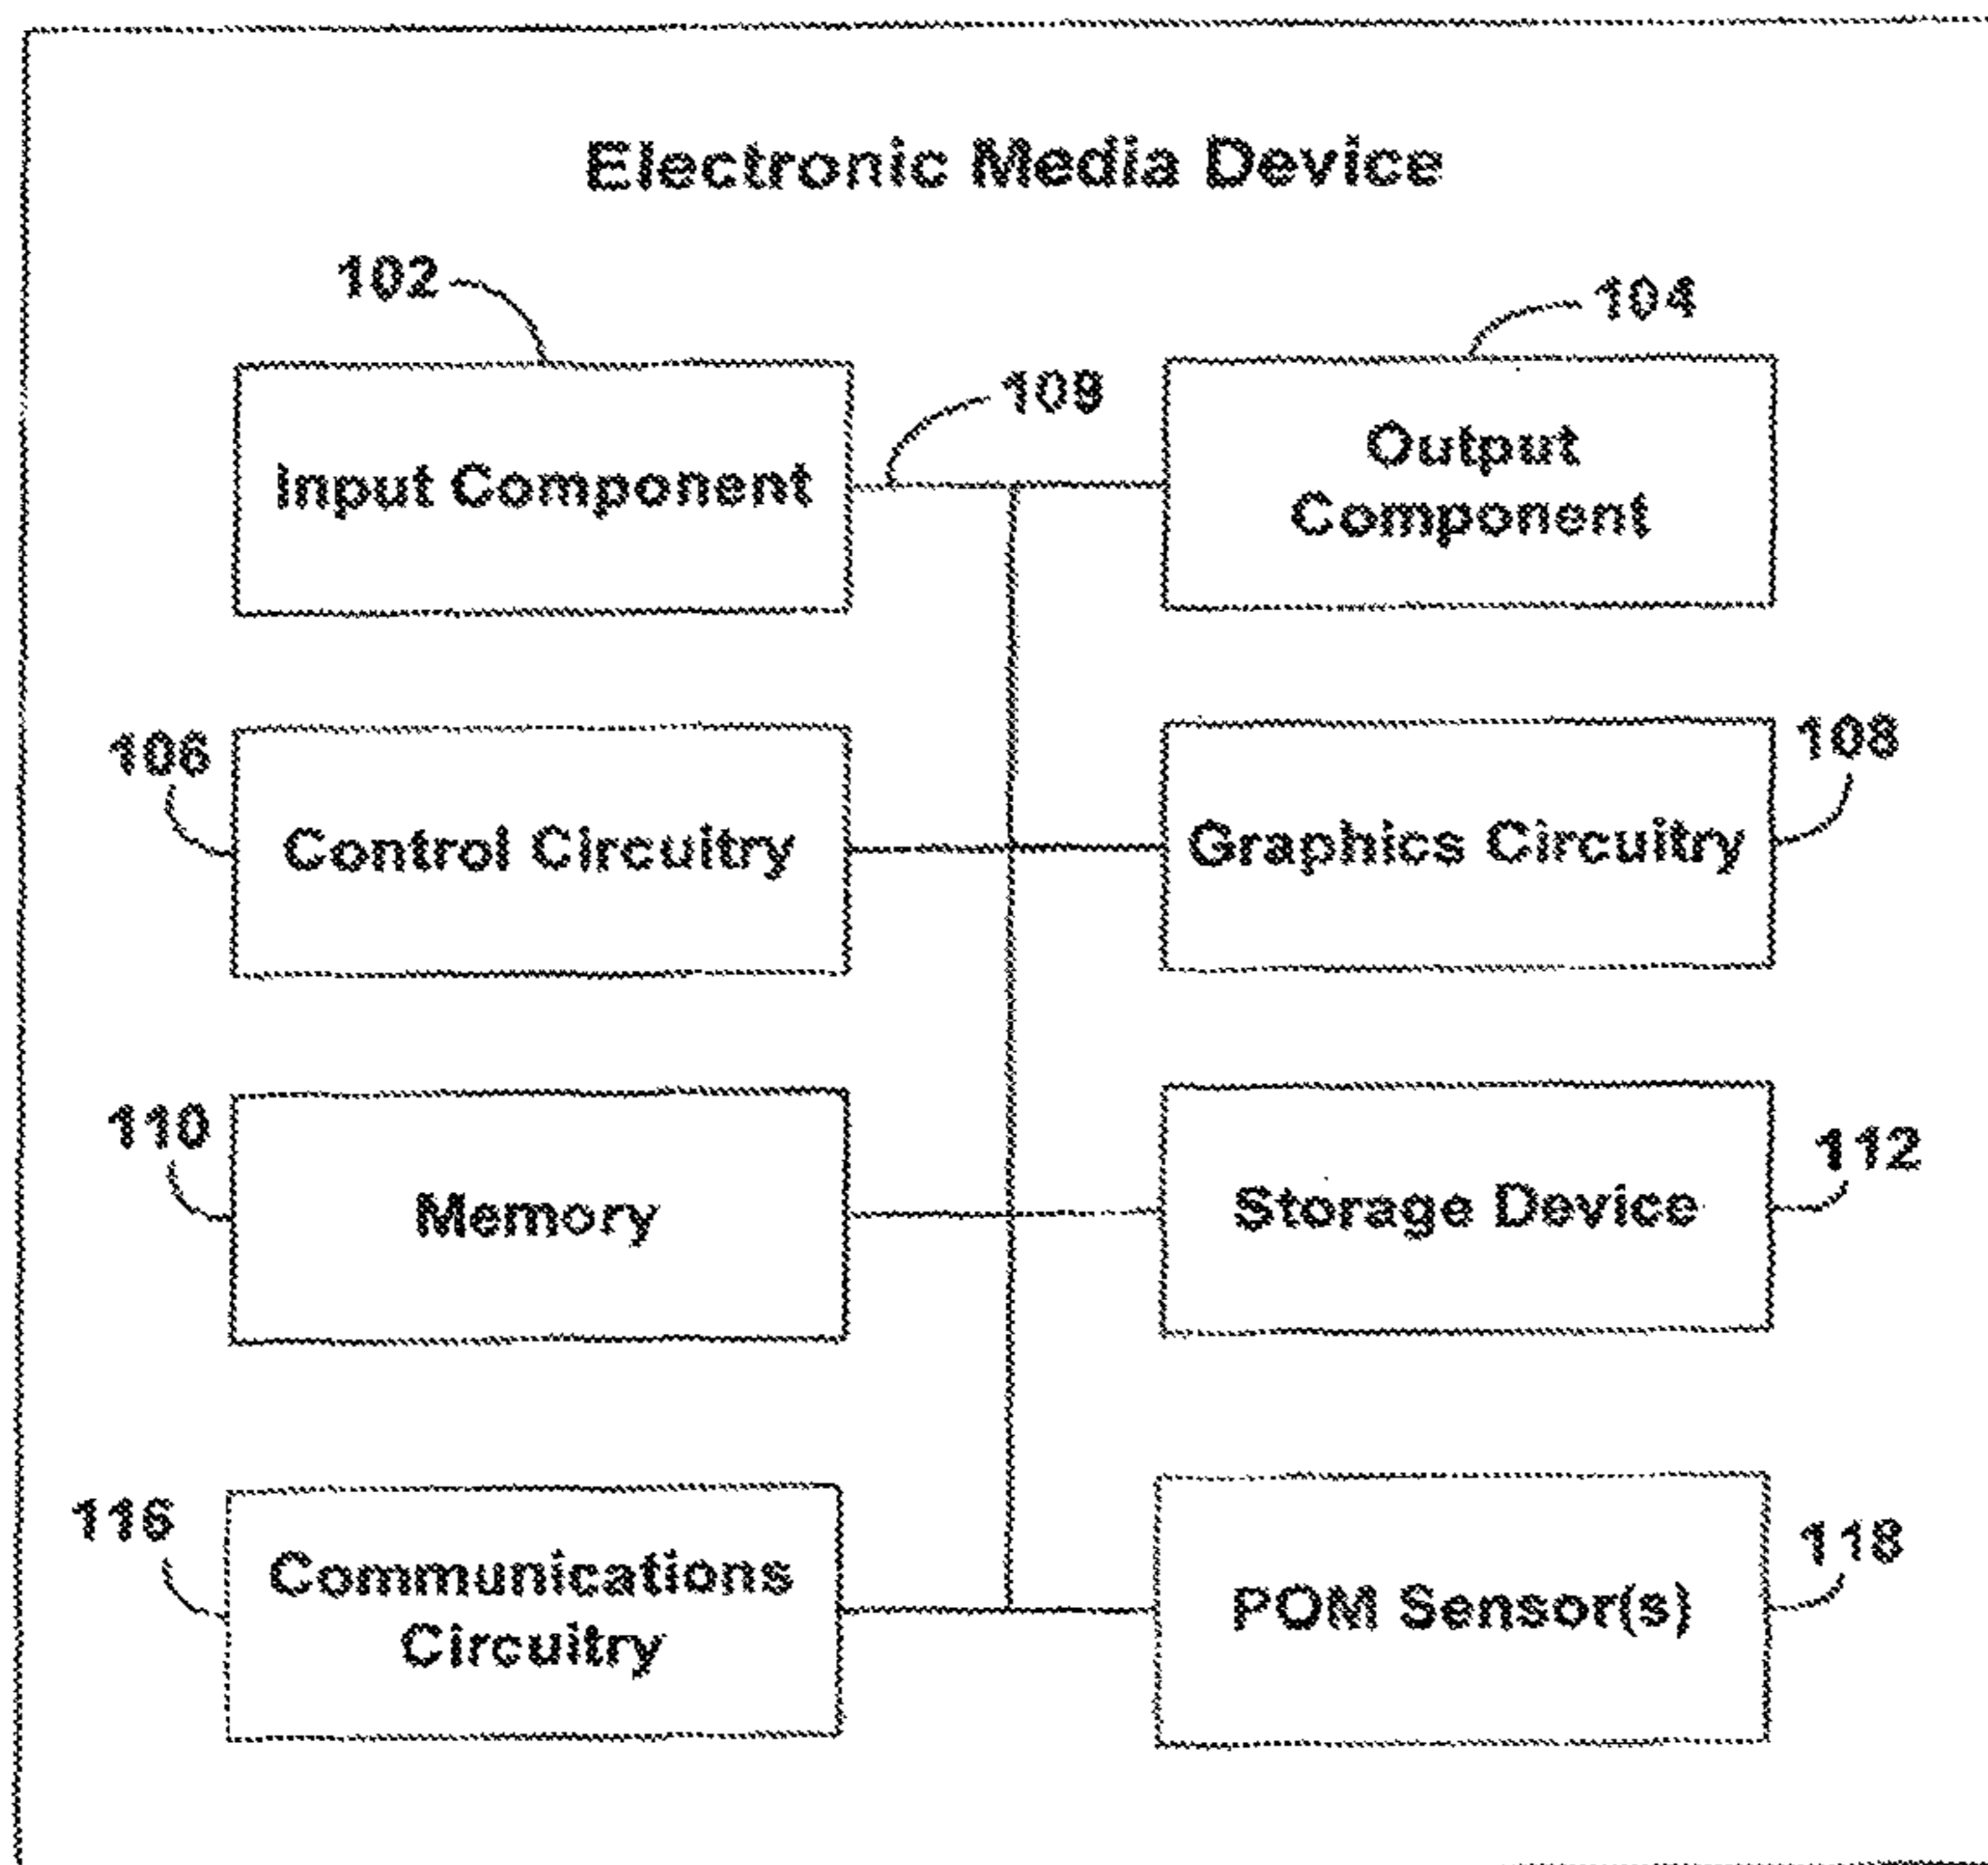 Electronic Media Device
102
104
109
Input Component
Output
Component
106
108
Control Circuitry
Graphics Circuitry
110
112
Memory
Storage Device
116
118
Communications
Circuitry
POM Sensor(s)